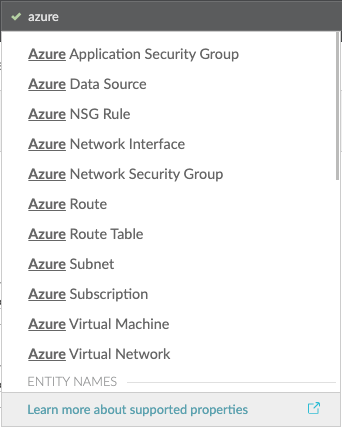 azure
Azure Application Security Group
Azure Data Source
Azure NSG Rule
Azure Network Interface
Azure Network Security Group
Azure Route
Azure Route Table
Azure Subnet
Azure Subscription
Azure Virtual Machine
Azure Virtual Network
ENTITY NAMES
Learn more about supported properties